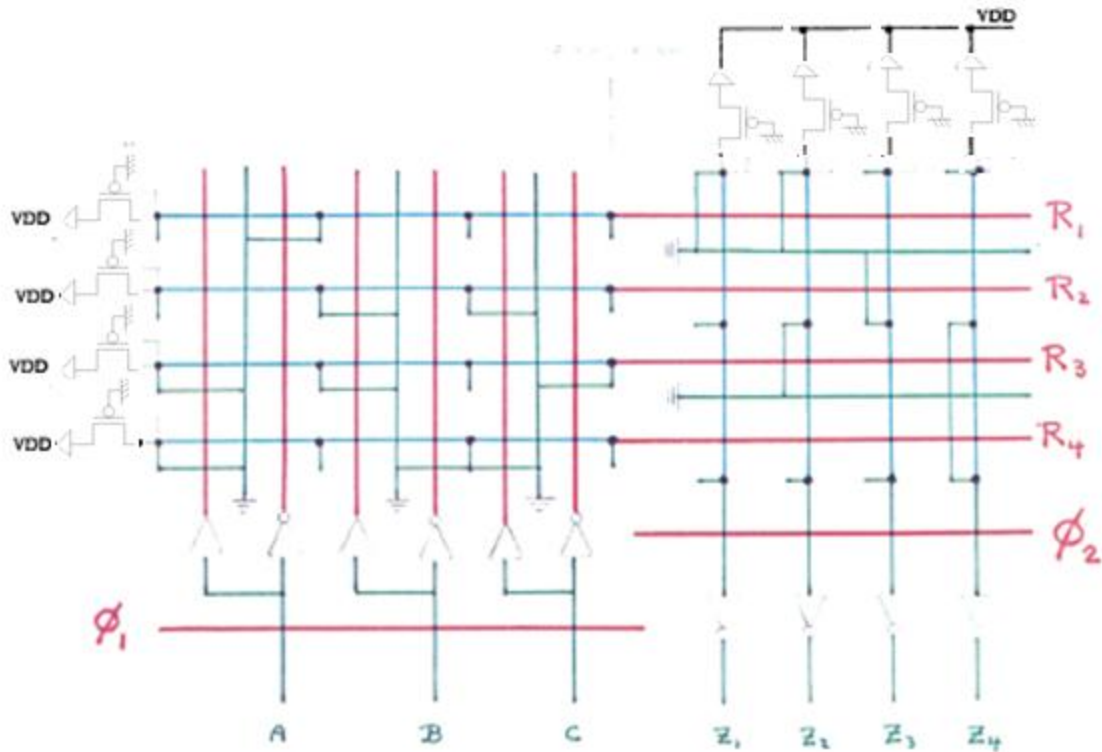 VDD
VDD
R₁
VDD
R₂
VDD
R₃
VDD
R₄
ϕ₂
ϕ₁
A B C Z₁ Z₂ Z₃ Z₄